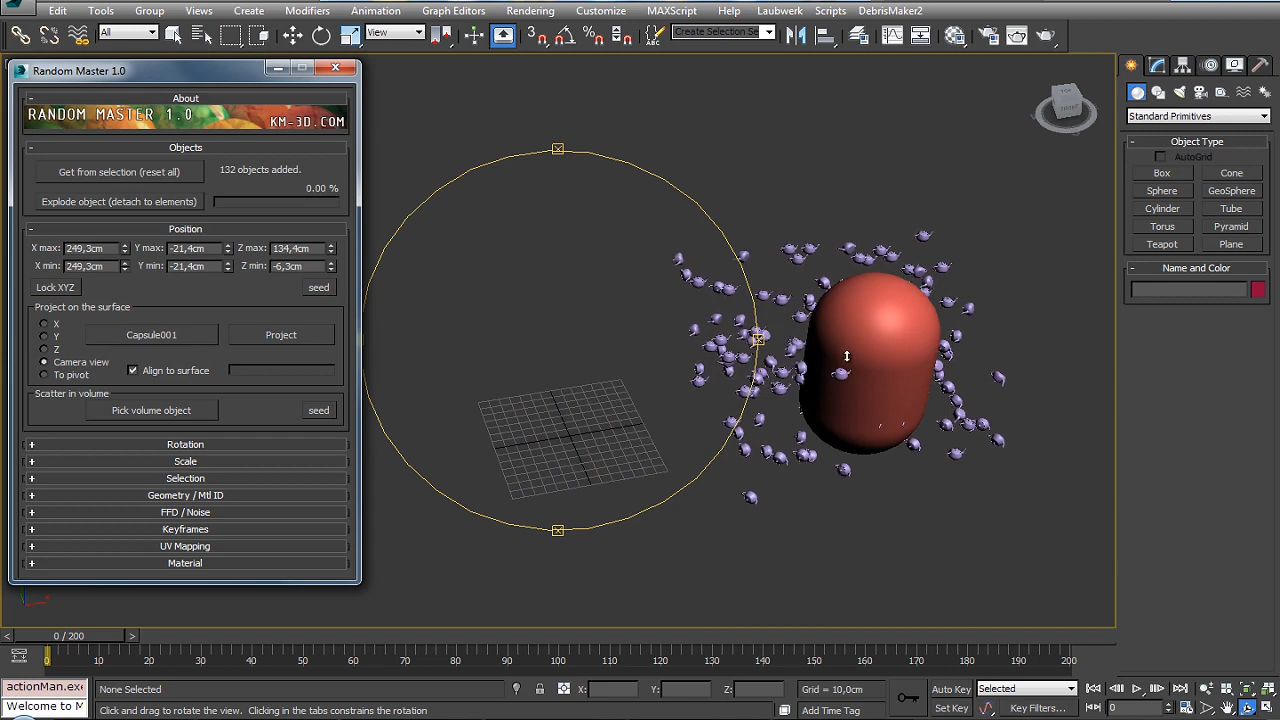 Edit Tools Group Views Create Modifiers Animation Graph Editors Rendering Customize MAXScript Help Laubwerk Scripts DebrisMaker2
All View 3 Create Selection Se
Random Master 1.0
About
RANDOM MASTER 1.0 KM-3D.COM
Objects
Get from selection (reset all) 132 objects added.
0.00 %
Explode object (detach to elements)
Position
X max: 249,3cm Y max: -21,4cm Z max: 134,4cm
X min: 249,3cm Y min: -21,4cm Z min: -6,3cm
Lock XYZ seed
Project on the surface
X
Y Capsule001 Project
Z
Camera view
To pivot Align to surface
Scatter in volume
Pick volume object seed
Rotation
Scale
Selection
Geometry / Mtl ID
FFD / Noise
Keyframes
UV Mapping
Material
TOP
FRONT
Standard Primitives
Object Type
AutoGrid
Box Cone
Sphere GeoSphere
Cylinder Tube
Torus Pyramid
Teapot Plane
Name and Color
x
< 0 / 200 >
0 10 20 30 40 50 60 70 80 90 100 110 120 130 140 150 160 170 180 190 200
actionMan.exe None Selected X: Y: Z: Grid = 10,0cm Auto Key Selected
Welcome to M Click and drag to rotate the view. Clicking in the tabs constrains the rotation Add Time Tag Set Key Key Filters... 0